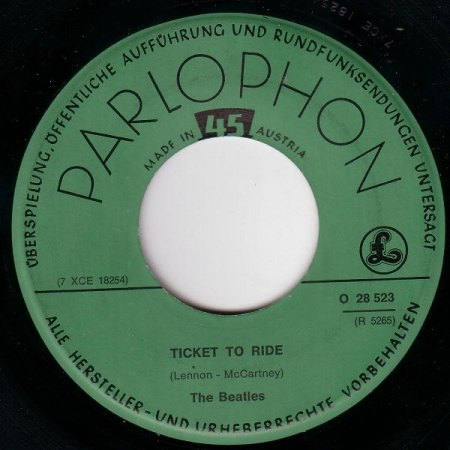 ÜBERSPIELUNG, ÖFFENTLICHE AUFFÜHRUNG UND RUNDFUNKSENDUNGEN UNTERSAGT
PARLOPHON
MADE IN 45 AUSTRIA
£
(7 XCE 18254)
O 28 523
(R 5265)
TICKET TO RIDE
(Lennon - McCartney)
The Beatles
ALLE HERSTELLER-UND URHEBERRECHTE VORBEHALTEN